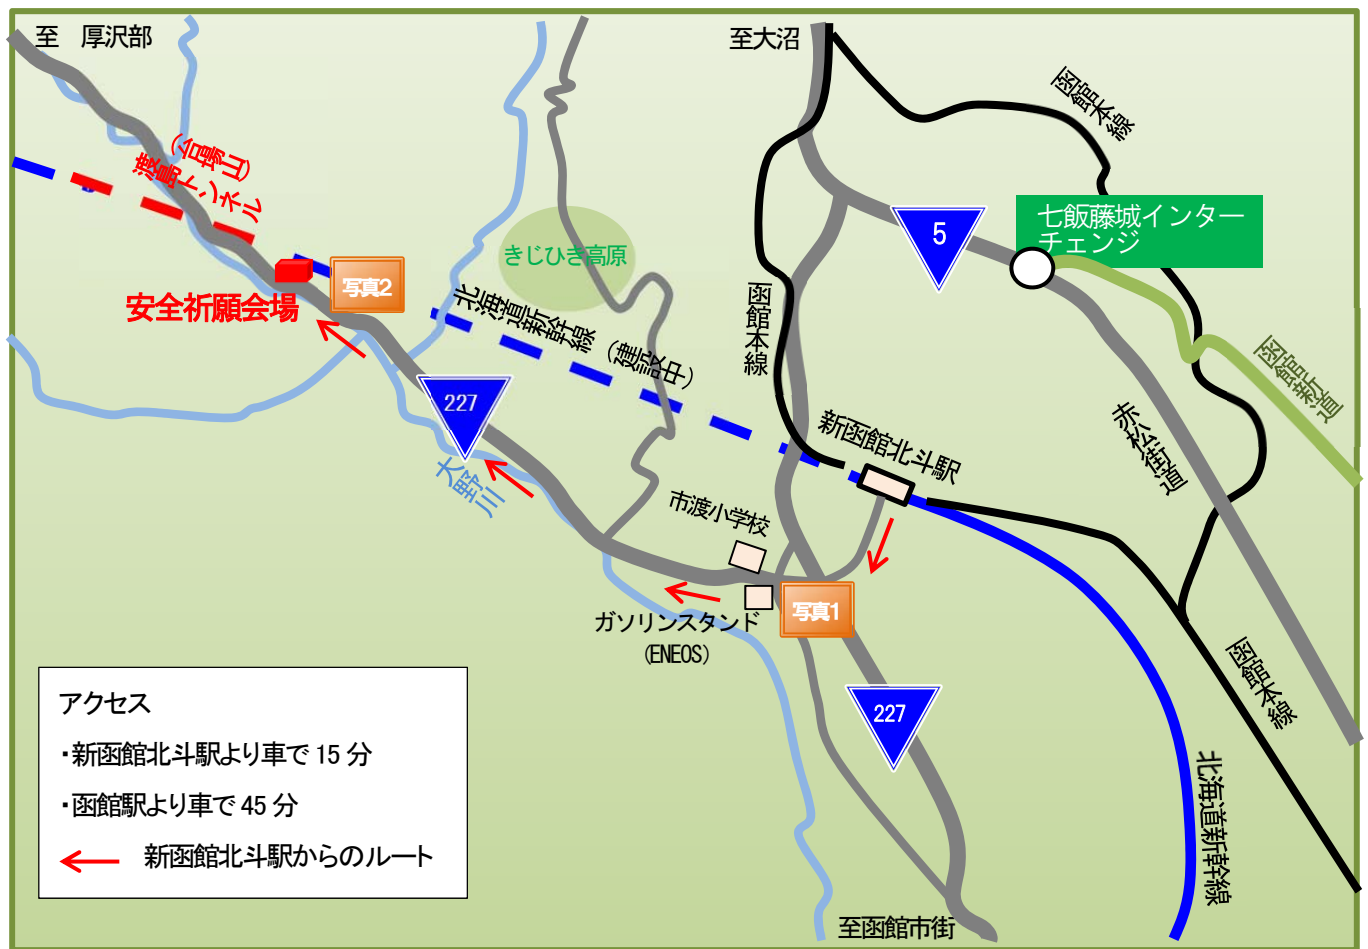 至　厚沢部
至大沼
函館本線
渡島トンネル
(台場山)
七飯藤城インター
チェンジ
5
きじひき高原
写真2
安全祈願会場
北海道新幹線（建設中）
函館本線
函館新道
227
赤松街道
新函館北斗駅
大野川
市渡小学校
写真1
ガソリンスタンド
(ENEOS)
函館本線
227
北海道新幹線
至函館市街
アクセス
・新函館北斗駅より車で 15 分
・函館駅より車で 45 分
新函館北斗駅からのルート